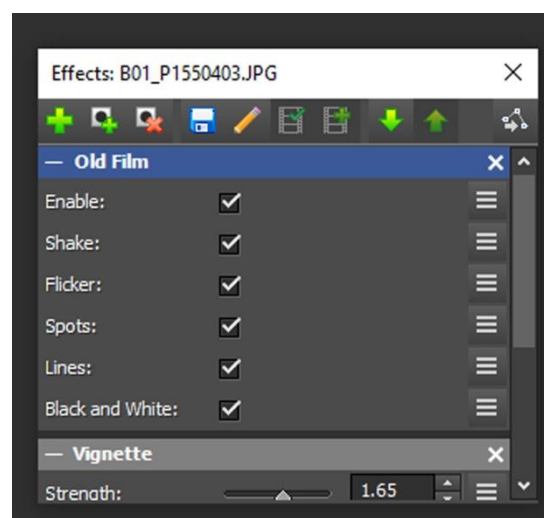 Effects: B01_P1550403.JPG
Old Film
Enable:
Shake:
Flicker:
Spots:
Lines:
Black and White:
Vignette
Strength: 1.65